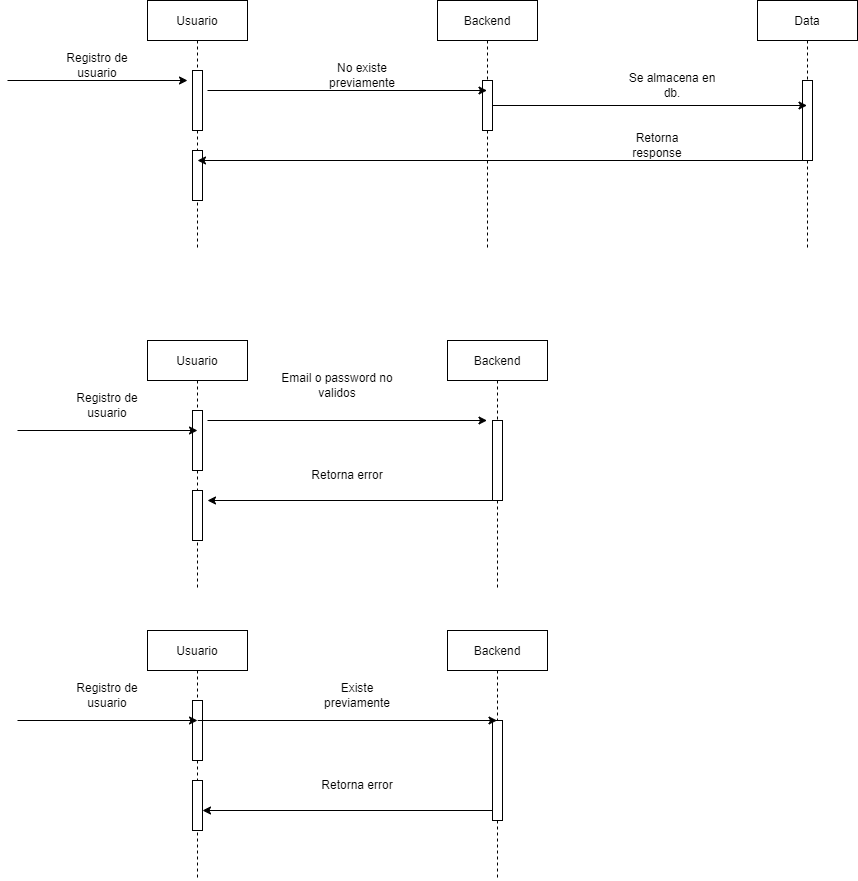 Usuario
Backend
Data
Registro de
usuario
No existe
previamente
Se almacena en
db.
Retorna
response
Usuario
Backend
Email o password no
validos
Registro de
usuario
Retorna error
Usuario
Backend
Registro de
usuario
Existe
previamente
Retorna error